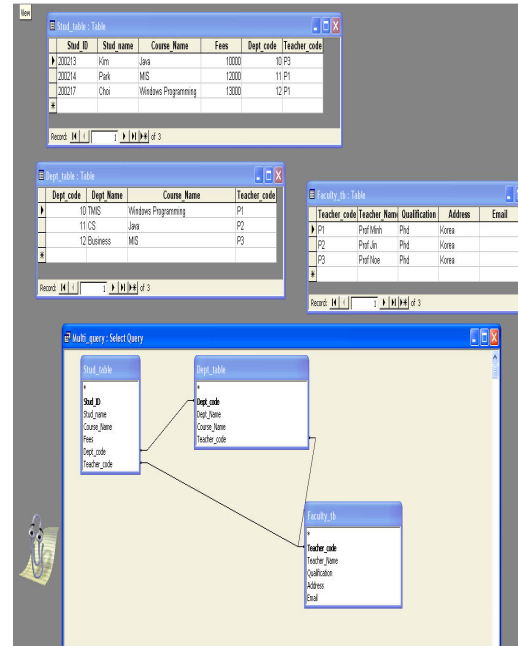 View
Stud_table : Table
Stud_ID Stud_name Course_Name Fees Dept_code Teacher_code
200213 Kim Java 10000 10 P3
200214 Park MIS 12000 11 P1
200217 Choi Windows Programming 13000 12 P1
Record: 1 of 3
Dept_table : Table
Dept_code Dept_Name Course_Name Teacher_code
10 TMIS Windows Programming P1
11 CS Java P2
12 Business MIS P3
Record: 1 of 3
Faculty_tb : Table
Teacher_code Teacher_Name Qualification Address Email
P1 Prof Minh Phd Korea
P2 Prof Jin Phd Korea
P3 Prof Noe Phd Korea
Record: 1 of 3
Multi_query : Select Query
Stud_table
*
Stud_ID
Stud_name
Course_Name
Fees
Dept_code
Teacher_code
Dept_table
*
Dept_code
Dept_Name
Course_Name
Teacher_code
Faculty_tb
*
Teacher_code
Teacher_Name
Qualification
Address
Email